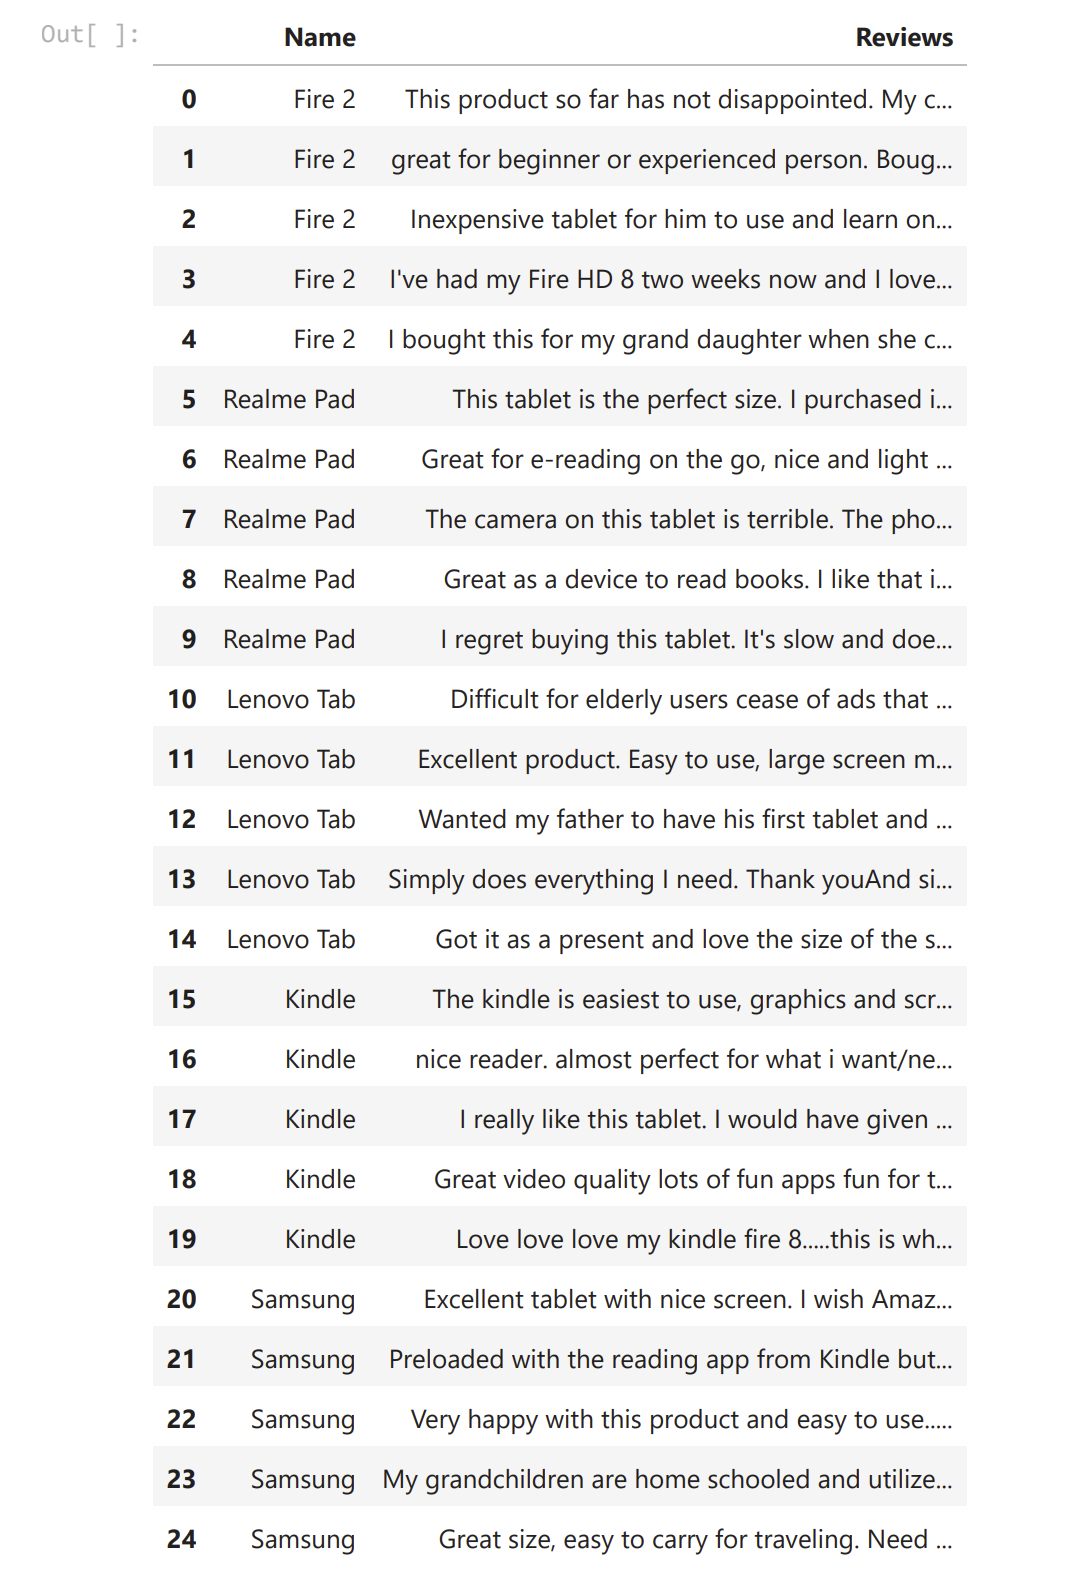 Out[ ]:
Name Reviews
0 Fire 2 This product so far has not disappointed. My c...
1 Fire 2 great for beginner or experienced person. Boug...
2 Fire 2 Inexpensive tablet for him to use and learn on...
3 Fire 2 I've had my Fire HD 8 two weeks now and I love...
4 Fire 2 I bought this for my grand daughter when she c...
5 Realme Pad This tablet is the perfect size. I purchased i...
6 Realme Pad Great for e-reading on the go, nice and light ...
7 Realme Pad The camera on this tablet is terrible. The pho...
8 Realme Pad Great as a device to read books. I like that i...
9 Realme Pad I regret buying this tablet. It's slow and doe...
10 Lenovo Tab Difficult for elderly users cease of ads that ...
11 Lenovo Tab Excellent product. Easy to use, large screen m...
12 Lenovo Tab Wanted my father to have his first tablet and ...
13 Lenovo Tab Simply does everything I need. Thank youAnd si...
14 Lenovo Tab Got it as a present and love the size of the s...
15 Kindle The kindle is easiest to use, graphics and scr...
16 Kindle nice reader. almost perfect for what i want/ne...
17 Kindle I really like this tablet. I would have given ...
18 Kindle Great video quality lots of fun apps fun for t...
19 Kindle Love love love my kindle fire 8.....this is wh...
20 Samsung Excellent tablet with nice screen. I wish Amaz...
21 Samsung Preloaded with the reading app from Kindle but...
22 Samsung Very happy with this product and easy to use.....
23 Samsung My grandchildren are home schooled and utilize...
24 Samsung Great size, easy to carry for traveling. Need ...